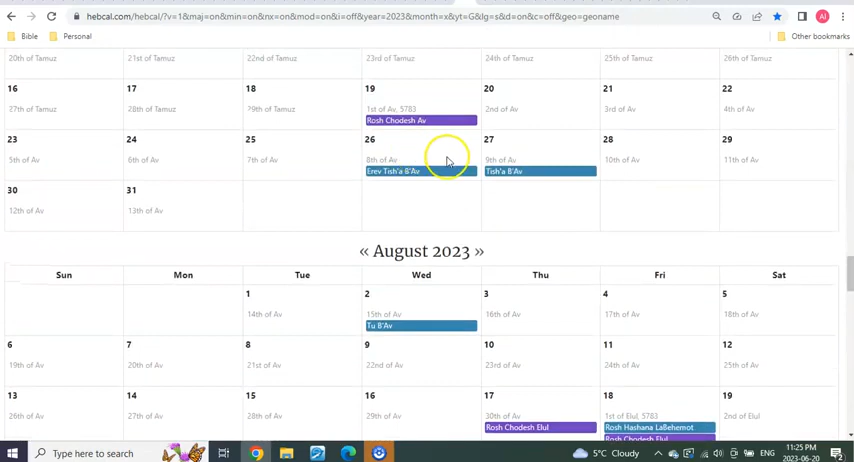 hebcal.com/hebcal/?v=1&maj=on&min=on&nx=on&mod=on&i=off&year=2023&month=x&yt=G&lg=s&d=on&c=off&geo=geoname
AI
Bible Personal Other bookmarks
20th of Tamuz 21st of Tamuz 22nd of Tamuz 23rd of Tamuz 24th of Tamuz 25th of Tamuz 26th of Tamuz
16 17 18 19 20 21 22
27th of Tamuz 28th of Tamuz 29th of Tamuz 1st of Av, 5783 2nd of Av 3rd of Av 4th of Av
Rosh Chodesh Av
23 24 25 26 27 28 29
5th of Av 6th of Av 7th of Av 8th of Av 9th of Av 10th of Av 11th of Av
Erev Tish'a B'Av Tish'a B'Av
30 31
12th of Av 13th of Av
« August 2023 »
Sun Mon Tue Wed Thu Fri Sat
1 2 3 4 5
14th of Av 15th of Av 16th of Av 17th of Av 18th of Av
Tu B'Av
6 7 8 9 10 11 12
19th of Av 20th of Av 21st of Av 22nd of Av 23rd of Av 24th of Av 25th of Av
13 14 15 16 17 18 19
26th of Av 27th of Av 28th of Av 29th of Av 30th of Av 1st of Elul, 5783 2nd of Elul
Rosh Chodesh Elul Rosh Hashana LaBehemot
Rosh Chodesh Elul
Type here to search 5°C Cloudy ENG 11:25 PM
2023-06-20 2